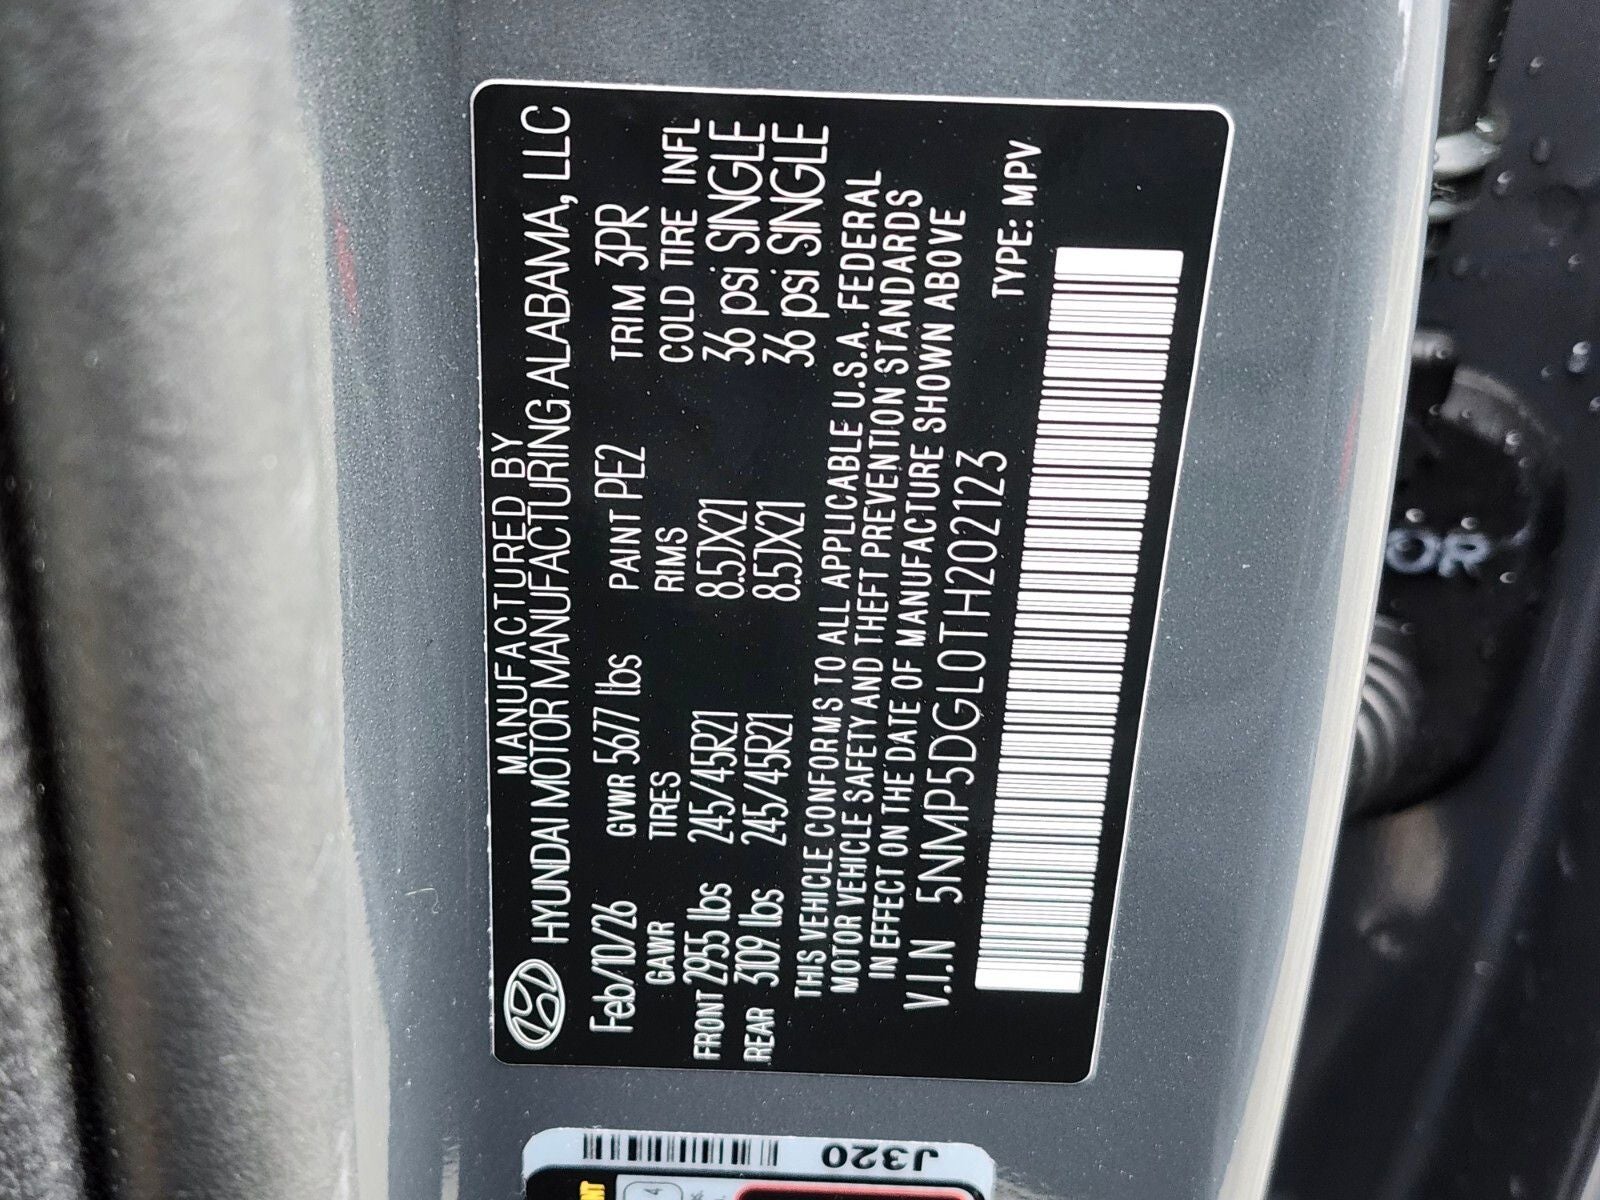 MANUFACTURED BY
HYUNDAI MOTOR MANUFACTURING ALABAMA, LLC
Feb/10/26 GVWR 5677 lbs PAINT PE2 TRIM 3PR
GAWR TIRES RIMS COLD TIRE INFL
FRONT 2955 lbs 245/45R21 8.5JX21 36 psi SINGLE
REAR 3109 lbs 245/45R21 8.5JX21 36 psi SINGLE
THIS VEHICLE CONFORMS TO ALL APPLICABLE U.S.A. FEDERAL
MOTOR VEHICLE SAFETY AND THEFT PREVENTION STANDARDS
IN EFFECT ON THE DATE OF MANUFACTURE SHOWN ABOVE
V.I.N 5NMP5DGL0TH202123
TYPE: MPV
J320
4